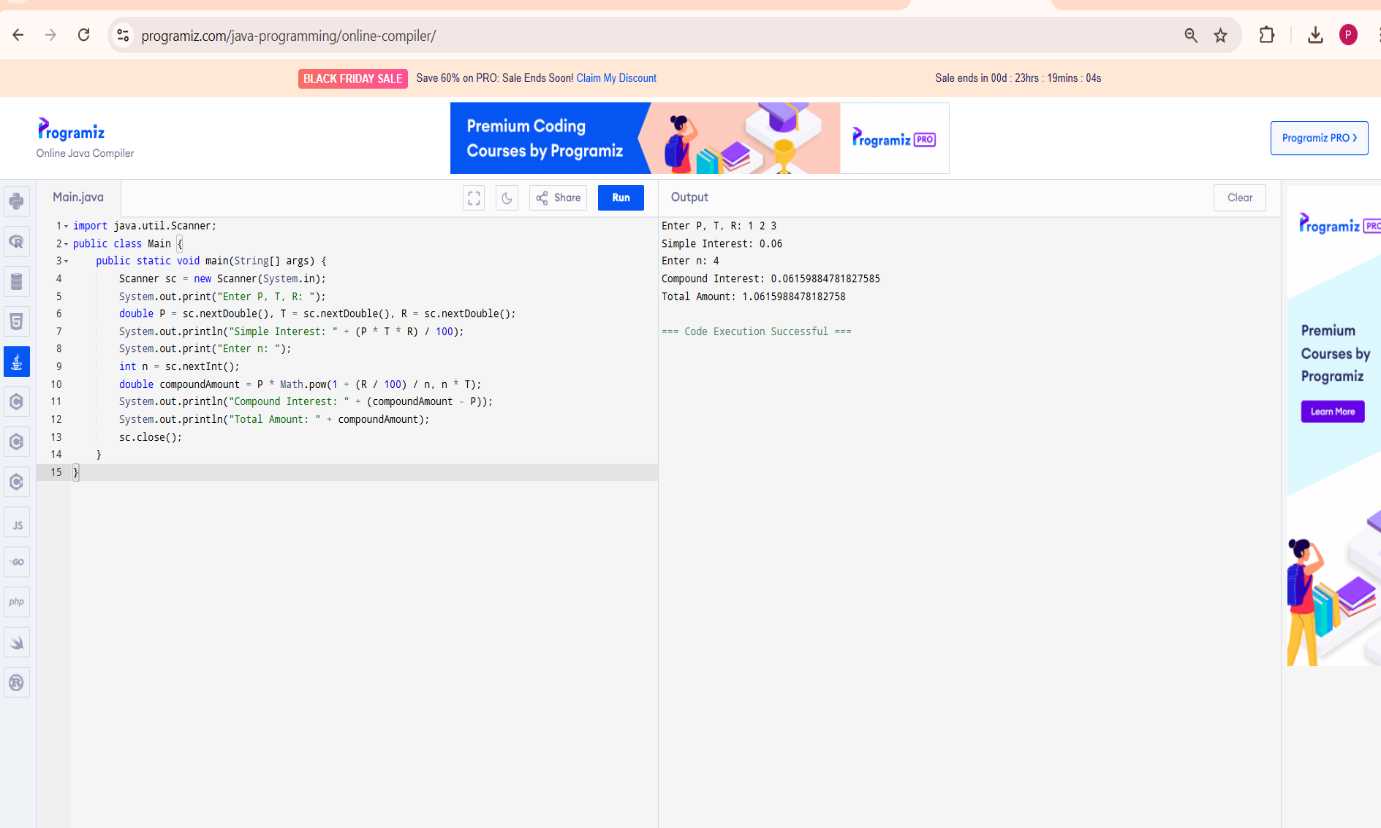 programiz.com/java-programming/online-compiler/
P
BLACK FRIDAY SALE Save 60% on PRO: Sale Ends Soon! Claim My Discount
Sale ends in 00d : 23hrs : 19mins : 04s
Programiz
Online Java Compiler
Premium Coding
Courses by Programiz
Programiz PRO
Programiz PRO >
Main.java
Share
Run
Output
Clear
1 import java.util.Scanner;
2 public class Main {
3 public static void main(String[] args) {
4 Scanner sc = new Scanner(System.in);
5 System.out.print("Enter P, T, R: ");
6 double P = sc.nextDouble(), T = sc.nextDouble(), R = sc.nextDouble();
7 System.out.println("Simple Interest: " + (P * T * R) / 100);
8 System.out.print("Enter n: ");
9 int n = sc.nextInt();
10 double compoundAmount = P * Math.pow(1 + (R / 100) / n, n * T);
11 System.out.println("Compound Interest: " + (compoundAmount - P));
12 System.out.println("Total Amount: " + compoundAmount);
13 sc.close();
14 }
15 }
Enter P, T, R: 1 2 3
Simple Interest: 0.06
Enter n: 4
Compound Interest: 0.06159884781827585
Total Amount: 1.0615988478182758
=== Code Execution Successful ===
JS
GO
php
Programiz PRO
Premium
Courses by
Programiz
Learn More